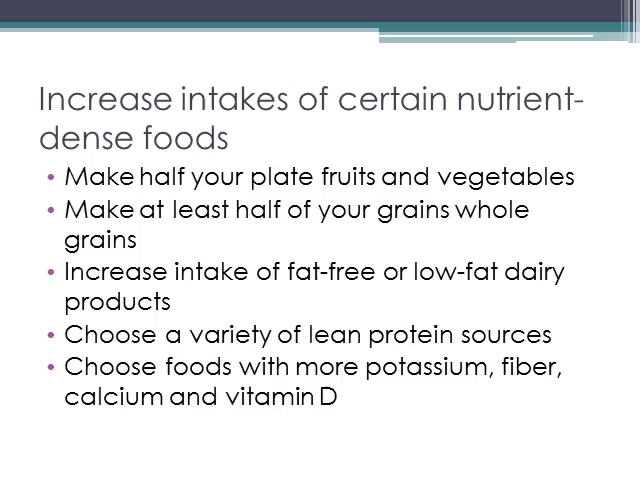 Increase intakes of certain nutrient-
dense foods
• Make half your plate fruits and vegetables
• Make at least half of your grains whole
grains
• Increase intake of fat-free or low-fat dairy
products
• Choose a variety of lean protein sources
• Choose foods with more potassium, fiber,
calcium and vitamin D